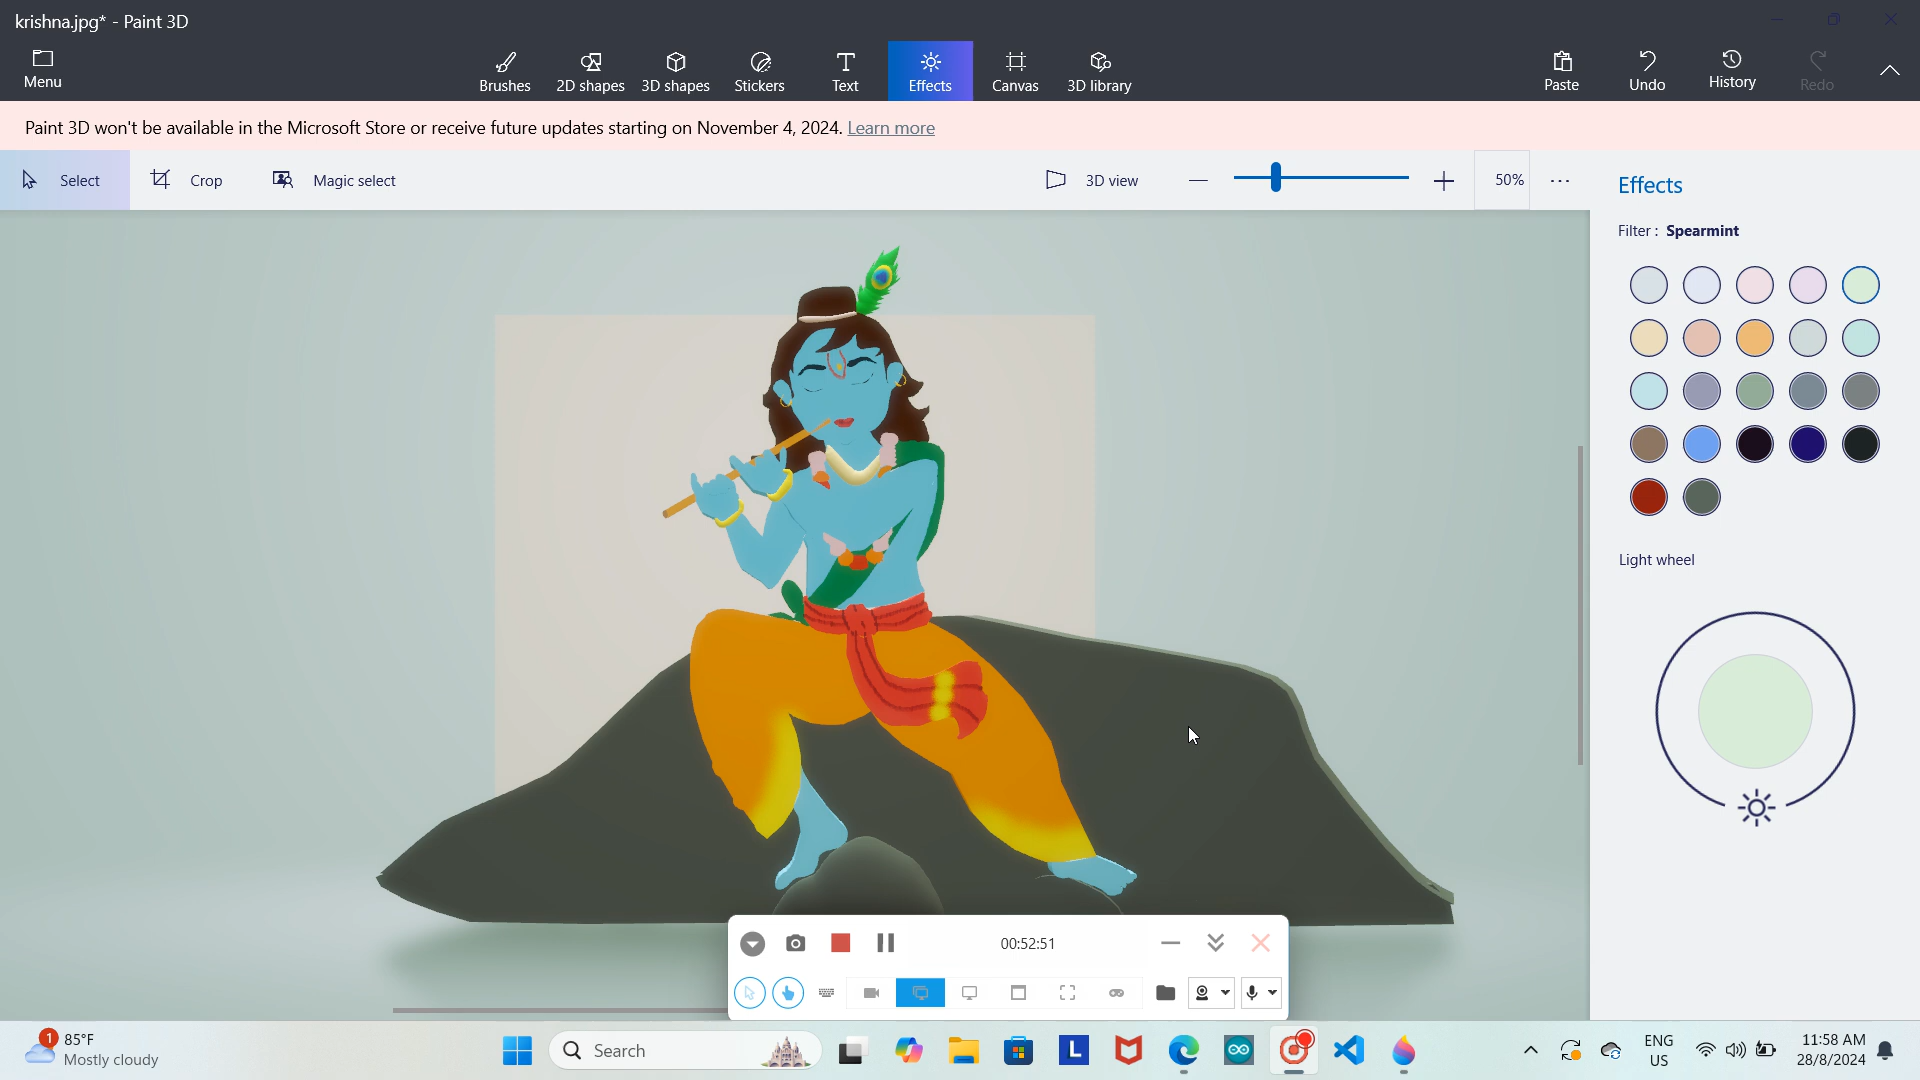 krishna.jpg* - Paint 3D
Menu
Brushes
2D shapes
3D shapes
Stickers
Text
Effects
Canvas
3D library
Paste
Undo
History
Redo
Paint 3D won't be available in the Microsoft Store or receive future updates starting on November 4, 2024. Learn more
Select
Crop
Magic select
3D view
50%
Effects
Filter : Spearmint
Light wheel
00:52:51
1
85°F
Mostly cloudy
Search
L
ENG
US
11:58 AM
28/8/2024